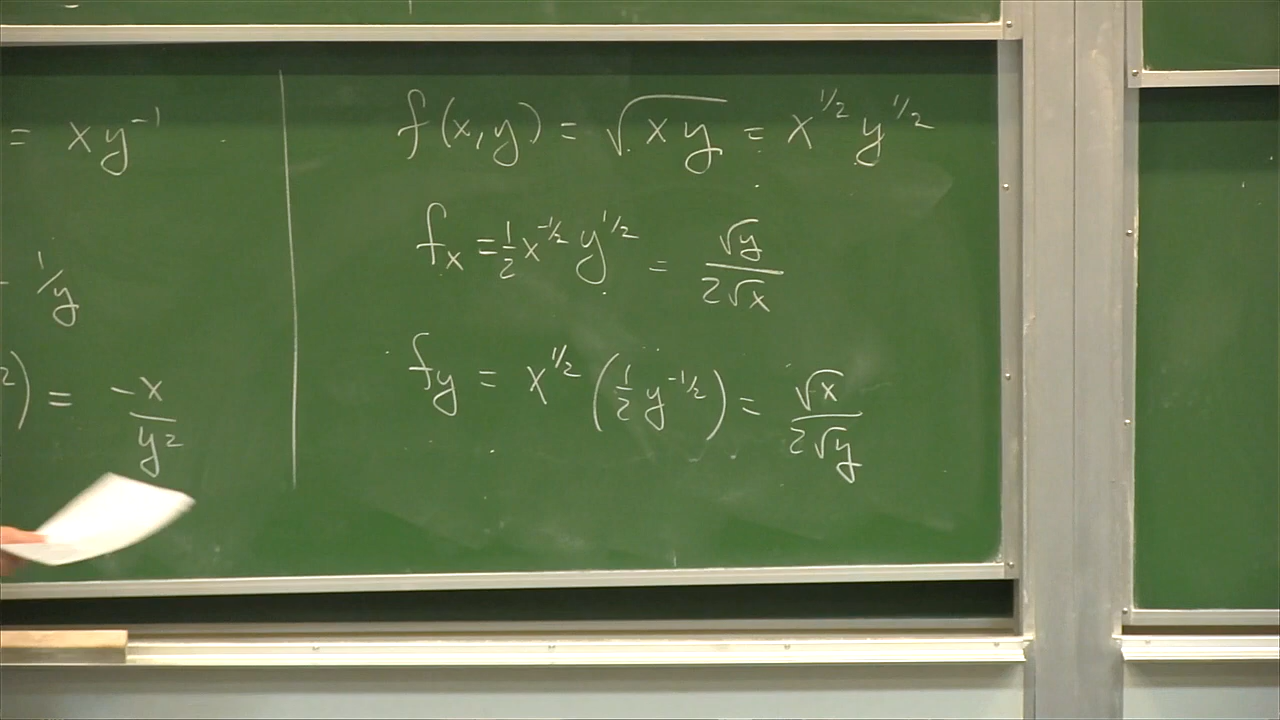 = xy⁻¹
1/y
²) = -x/y²
f(x,y) = √xy = x^1/2 y^1/2
f_x = 1/2 x^-1/2 y^1/2 = √y/2√x
f_y = x^1/2 (1/2 y^-1/2) = √x/2√y